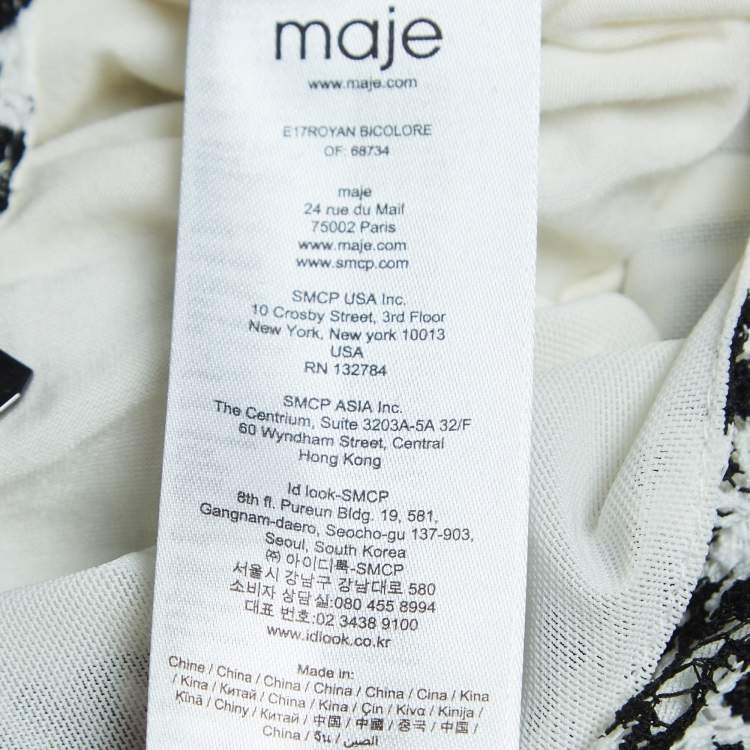 maje
www.maje.com
E17ROYAN BICOLORE
OF: 68734
maje
24 rue du Mail
75002 Paris
www.maje.com
www.smcp.com
SMCP USA Inc.
10 Crosby Street, 3rd Floor
New York, New york 10013
USA
RN 132784
SMCP ASIA Inc.
The Centrium, Suite 3203A-5A 32/F
60 Wyndham Street, Central
Hong Kong
Id look-SMCP
8th fl. Pureun Bldg. 19, 581,
Gangnam-daero, Seocho-gu 137-903,
Seoul, South Korea
㈜ 아이디룩-SMCP
서울시 강남구 강남대로 580
소비자 상담실:080 455 8994
대표 번호:02 3438 9100
www.idlook.co.kr
Made in:
Chine / China / China / China / China / Cina / Kina
/ Kina / Китай / China / Kina / Çin / Κίνα / Kinija /
Ķīnā / Chiny / Китай / 中国 / 中國 / 중국 / 中国 /
China / चीन / الصين